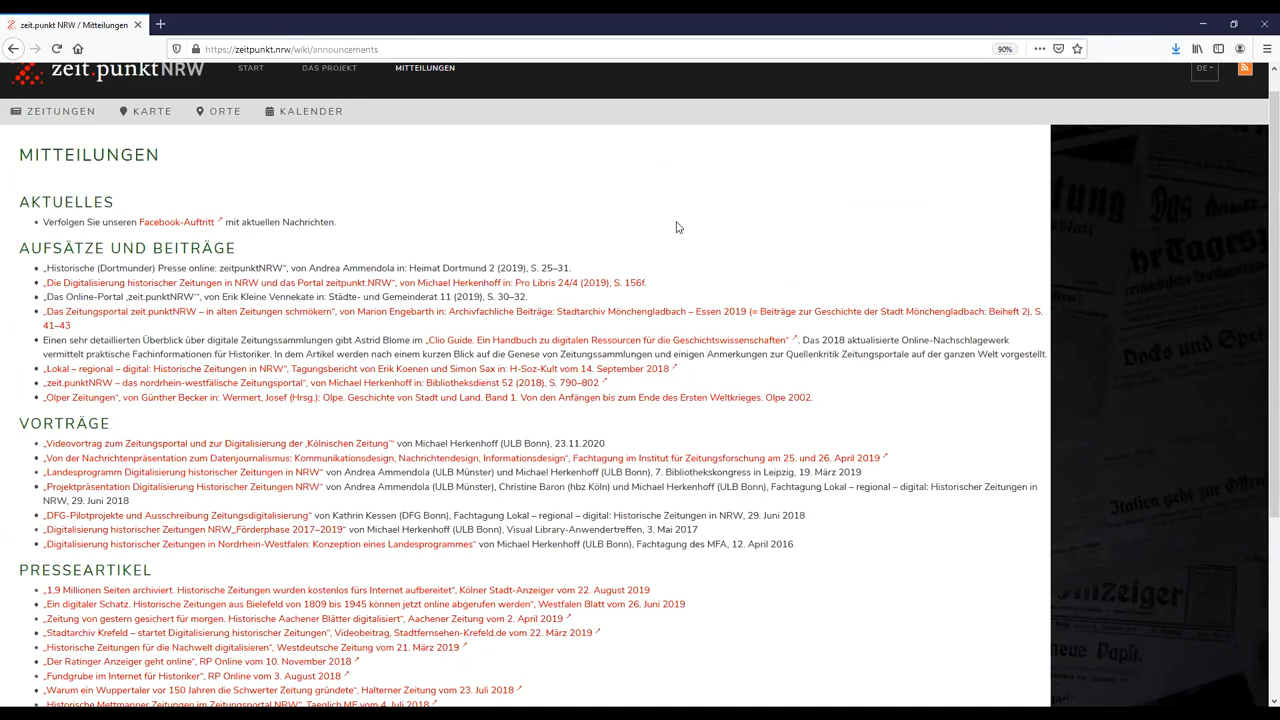 zeit.punkt NRW / Mitteilungen
https://zeitpunkt.nrw/wiki/announcements
90%
zeit.punktNRW
START
DAS PROJEKT
MITTEILUNGEN
DE
ZEITUNGEN
KARTE
ORTE
KALENDER
MITTEILUNGEN
AKTUELLES
Verfolgen Sie unseren Facebook-Auftritt mit aktuellen Nachrichten.
AUFSÄTZE UND BEITRÄGE
„Historische (Dortmunder) Presse online: zeitpunktNRW“, von Andrea Ammendola in: Heimat Dortmund 2 (2019), S. 25–31.
„Die Digitalisierung historischer Zeitungen in NRW und das Portal zeitpunkt.NRW“, von Michael Herkenhoff in: Pro Libris 24/4 (2019), S. 156f.
„Das Online-Portal ‚zeit.punktNRW‘“, von Erik Kleine Vennekate in: Städte- und Gemeinderat 11 (2019), S. 30–32.
„Das Zeitungsportal zeit.punktNRW – in alten Zeitungen schmökern“, von Marion Engebarth in: Archivfachliche Beiträge: Stadtarchiv Mönchengladbach – Essen 2019 (= Beiträge zur Geschichte der Stadt Mönchengladbach: Beiheft 2), S.
41–43
Einen sehr detaillierten Überblick über digitale Zeitungssammlungen gibt Astrid Blome im „Clio Guide. Ein Handbuch zu digitalen Ressourcen für die Geschichtswissenschaften“ . Das 2018 aktualisierte Online-Nachschlagewerk
vermittelt praktische Fachinformationen für Historiker. In dem Artikel werden nach einem kurzen Blick auf die Genese von Zeitungssammlungen und einigen Anmerkungen zur Quellenkritik Zeitungsportale auf der ganzen Welt vorgestellt.
„Lokal – regional – digital: Historische Zeitungen in NRW“, Tagungsbericht von Erik Koenen und Simon Sax in: H-Soz-Kult vom 14. September 2018
„zeit.punktNRW – das nordrhein-westfälische Zeitungsportal“, von Michael Herkenhoff in: Bibliotheksdienst 52 (2018), S. 790–802
„Olper Zeitungen“, von Günther Becker in: Wermert, Josef (Hrsg.): Olpe. Geschichte von Stadt und Land. Band 1. Von den Anfängen bis zum Ende des Ersten Weltkrieges. Olpe 2002.
VORTRÄGE
„Videovortrag zum Zeitungsportal und zur Digitalisierung der ‚Kölnischen Zeitung‘“ von Michael Herkenhoff (ULB Bonn), 23.11.2020
„Von der Nachrichtenpräsentation zum Datenjournalismus: Kommunikationsdesign, Nachrichtendesign, Informationsdesign“, Fachtagung im Institut für Zeitungsforschung am 25. und 26. April 2019
„Landesprogramm Digitalisierung historischer Zeitungen in NRW“ von Andrea Ammendola (ULB Münster) und Michael Herkenhoff (ULB Bonn), 7. Bibliothekskongress in Leipzig, 19. März 2019
„Projektpräsentation Digitalisierung Historischer Zeitungen NRW“ von Andrea Ammendola (ULB Münster), Christine Baron (hbz Köln) und Michael Herkenhoff (ULB Bonn), Fachtagung Lokal – regional – digital: Historische Zeitungen in
NRW, 29. Juni 2018
„DFG-Pilotprojekte und Ausschreibung Zeitungsdigitalisierung“ von Kathrin Kessen (DFG Bonn), Fachtagung Lokal – regional – digital: Historische Zeitungen in NRW, 29. Juni 2018
„Digitalisierung historischer Zeitungen NRW_Förderphase 2017–2019“ von Michael Herkenhoff (ULB Bonn), Visual Library-Anwendertreffen, 3. Mai 2017
„Digitalisierung historischer Zeitungen in Nordrhein-Westfalen: Konzeption eines Landesprogrammes“ von Michael Herkenhoff (ULB Bonn), Fachtagung des MFA, 12. April 2016
PRESSEARTIKEL
„1,9 Millionen Seiten archiviert. Historische Zeitungen wurden kostenlos fürs Internet aufbereitet“, Kölner Stadt-Anzeiger vom 22. August 2019
„Ein digitaler Schatz. Historische Zeitungen aus Bielefeld von 1809 bis 1945 können jetzt online abgerufen werden“, Westfalen Blatt vom 26. Juni 2019
„Zeitung von gestern gesichert für morgen. Historische Aachener Blätter digitalisiert“, Aachener Zeitung vom 2. April 2019
„Stadtarchiv Krefeld – startet Digitalisierung historischer Zeitungen“, Videobeitrag, Stadtfernsehen-Krefeld.de vom 22. März 2019
„Historische Zeitungen für die Nachwelt digitalisieren“, Westdeutsche Zeitung vom 21. März 2019
„Der Ratinger Anzeiger geht online“, RP Online vom 10. November 2018
„Fundgrube im Internet für Historiker“, RP Online vom 3. August 2018
„Warum ein Wuppertaler vor 150 Jahren die Schwerter Zeitung gründete“, Halterner Zeitung vom 23. Juli 2018
„Historische Mettmanner Zeitungen im Zeitungsportal NRW“, Taeglich.ME vom 4. Juli 2018